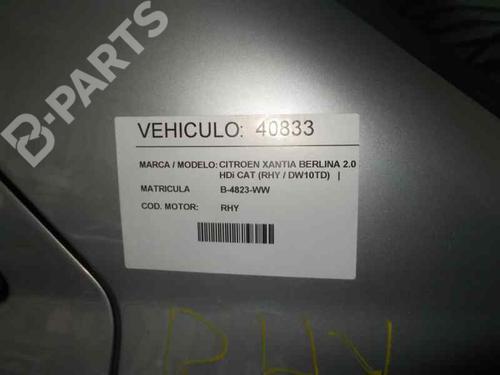 B-PARTS
VEHICULO: 40833
MARCA / MODELO: CITROEN XANTIA BERLINA 2.0
HDi CAT (RHY / DW10TD) |
MATRICULA B-4823-WW
COD. MOTOR: RHY
RHY